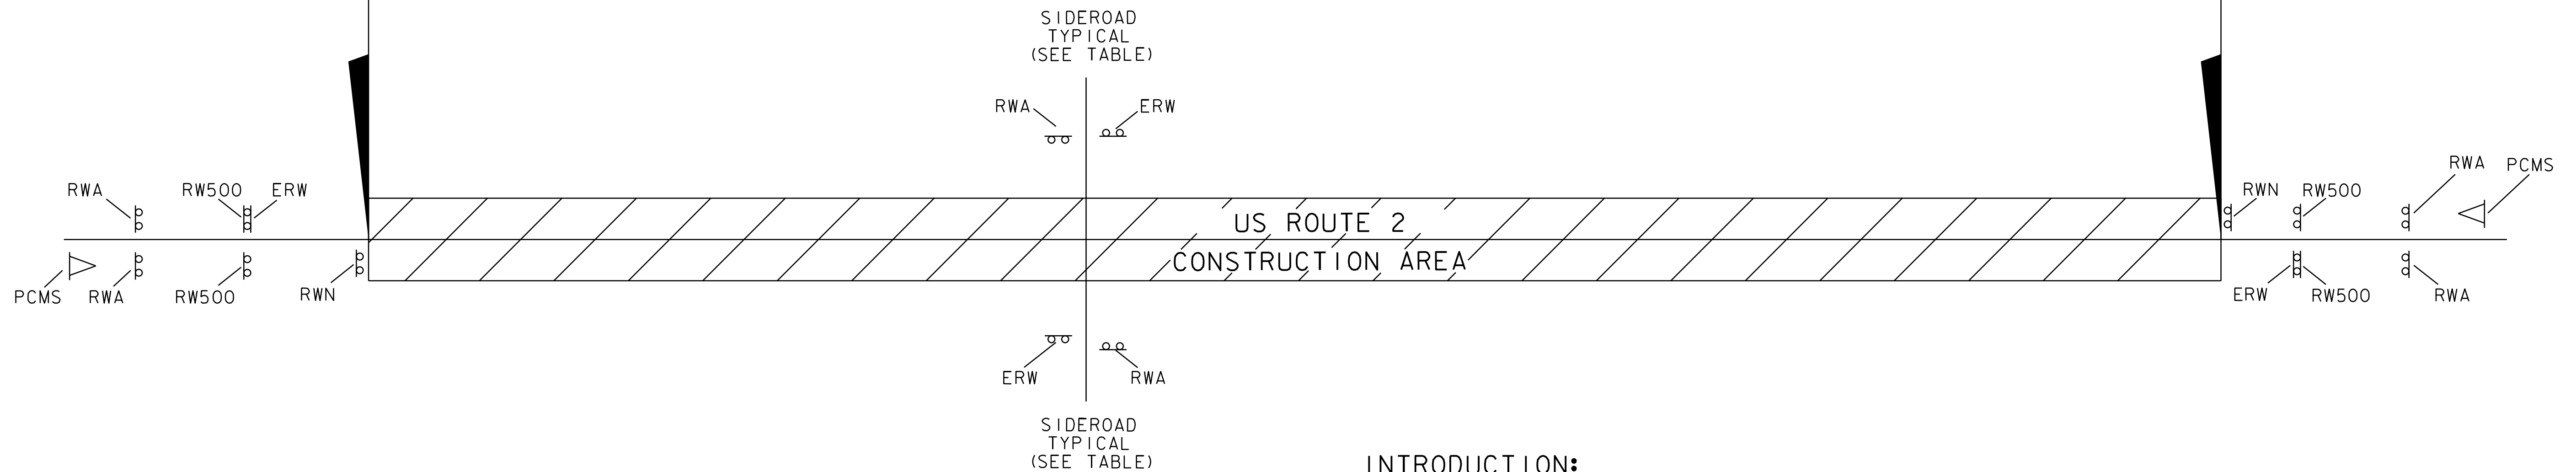 SIDEROAD
TYPICAL
(SEE TABLE)
RWA
ERW
RWA
RW500
ERW
RWA
PCMS
RWN
RW500
US ROUTE 2
CONSTRUCTION AREA
PCMS
RWA
RW500
RWN
ERW
RW500
RWA
ERW
RWA
SIDEROAD
TYPICAL
(SEE TABLE)
INTRODUCTION: